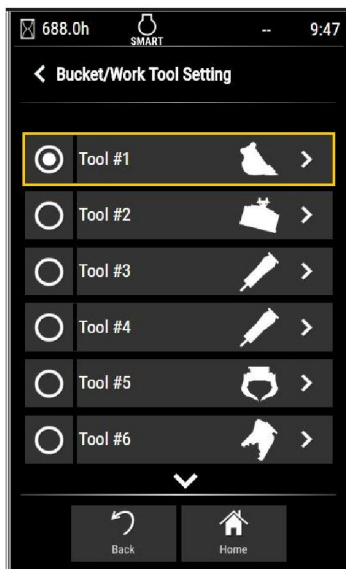 688.0h SMART -- 9:47
Bucket/Work Tool Setting
Tool #1
Tool #2
Tool #3
Tool #4
Tool #5
Tool #6
Back Home